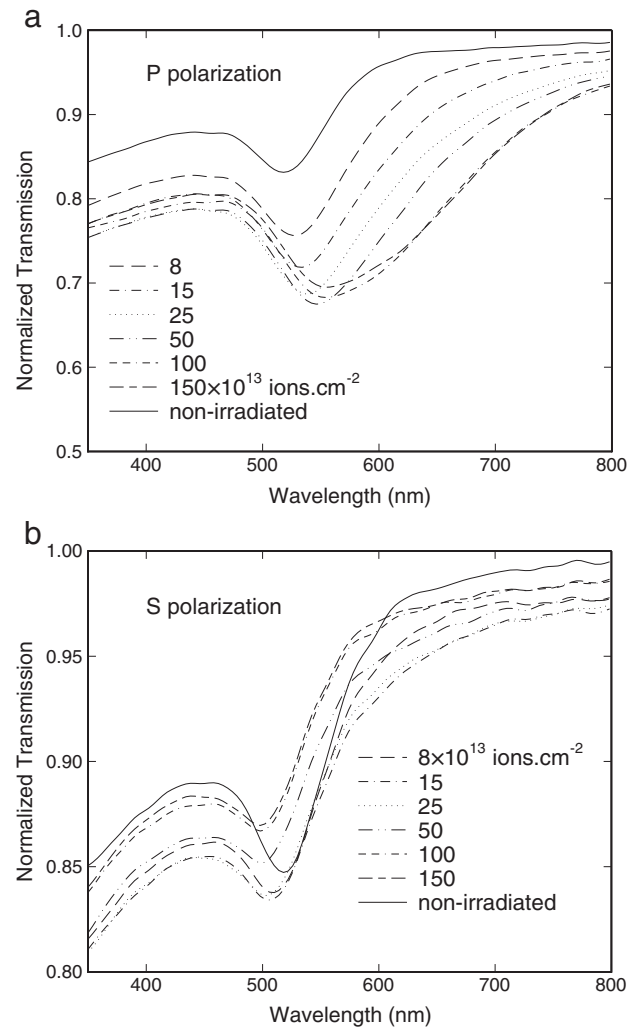 a
1.0
P polarization
0.9
0.8
0.7
0.6
0.5
Normalized Transmission
8
15
25
50
100
150×10¹³ ions.cm⁻²
non-irradiated
400 500 600 700 800
Wavelength (nm)
b
1.00
S polarization
0.95
0.90
0.85
0.80
Normalized Transmission
8×10¹³ ions.cm⁻²
15
25
50
100
150
non-irradiated
400 500 600 700 800
Wavelength (nm)